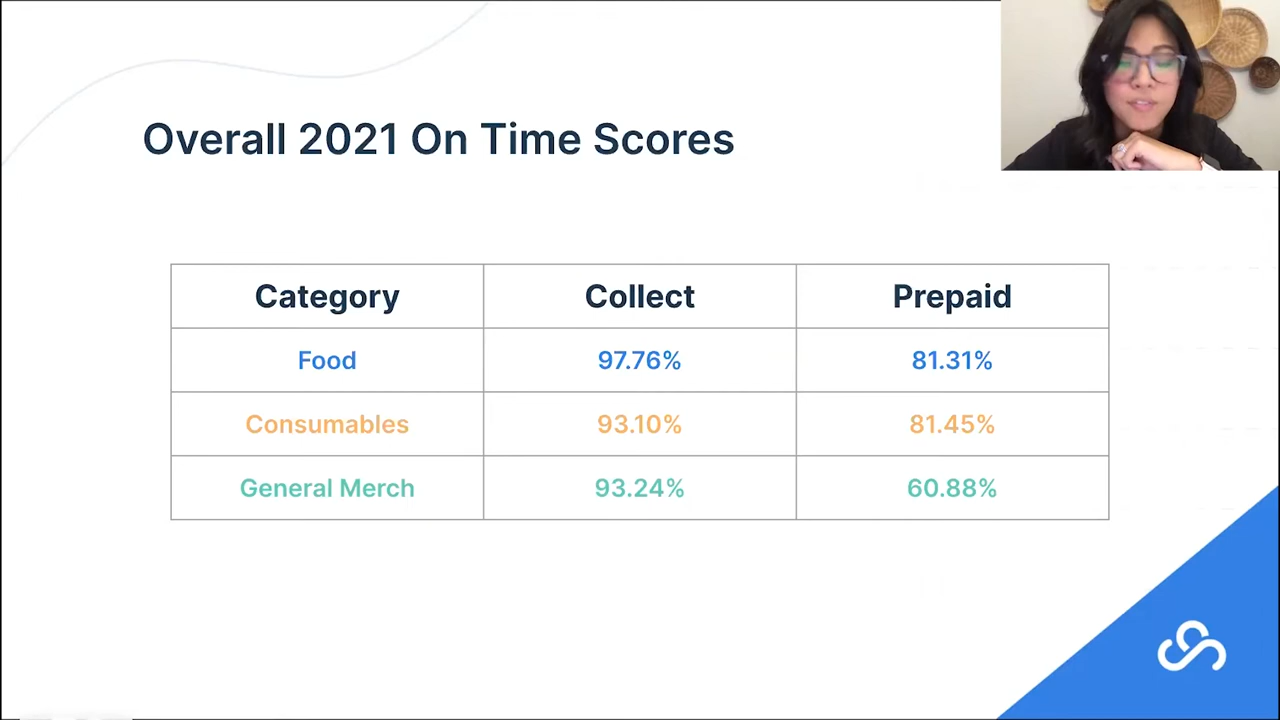 Overall 2021 On Time Scores
Category Collect Prepaid
Food 97.76% 81.31%
Consumables 93.10% 81.45%
General Merch 93.24% 60.88%